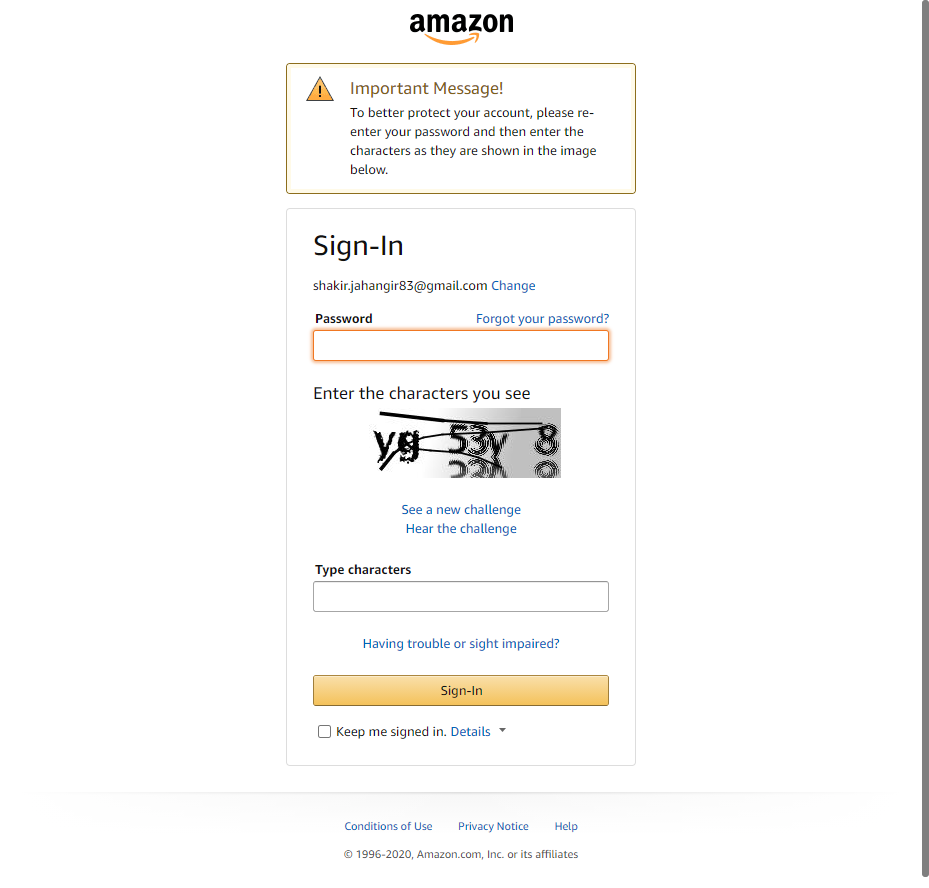 amazon
Important Message!
To better protect your account, please re-
enter your password and then enter the
characters as they are shown in the image
below.
Sign-In
shakir.jahangir83@gmail.com Change
Password Forgot your password?
Enter the characters you see
See a new challenge
Hear the challenge
Type characters
Having trouble or sight impaired?
Sign-In
Keep me signed in. Details
Conditions of Use Privacy Notice Help
© 1996-2020, Amazon.com, Inc. or its affiliates